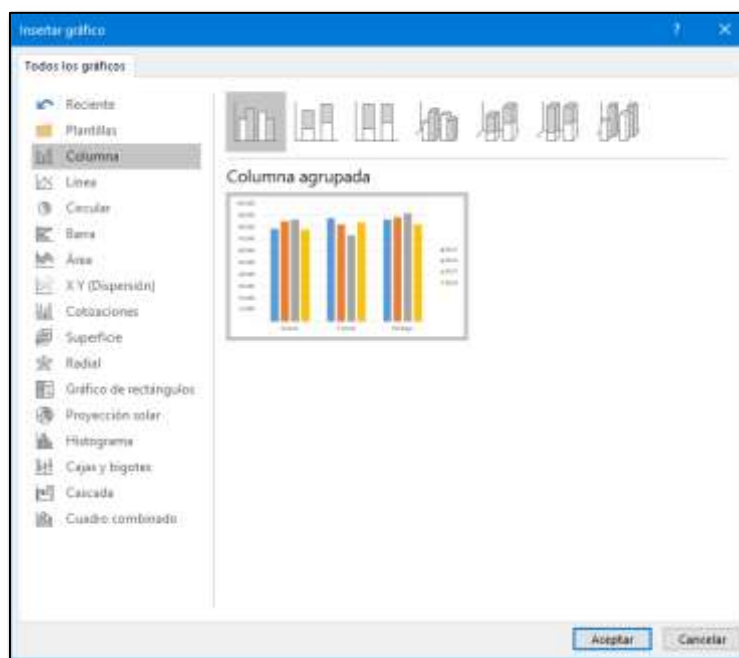 Insertar gráfico
? ×
Todos los gráficos
Reciente
Plantillas
Columna
Línea
Circular
Barra
Área
X Y (Dispersión)
Cotizaciones
Superficie
Radial
Gráfico de rectángulos
Proyección solar
Histograma
Cajas y bigotes
Cascada
Cuadro combinado
Columna agrupada
Aceptar
Cancelar